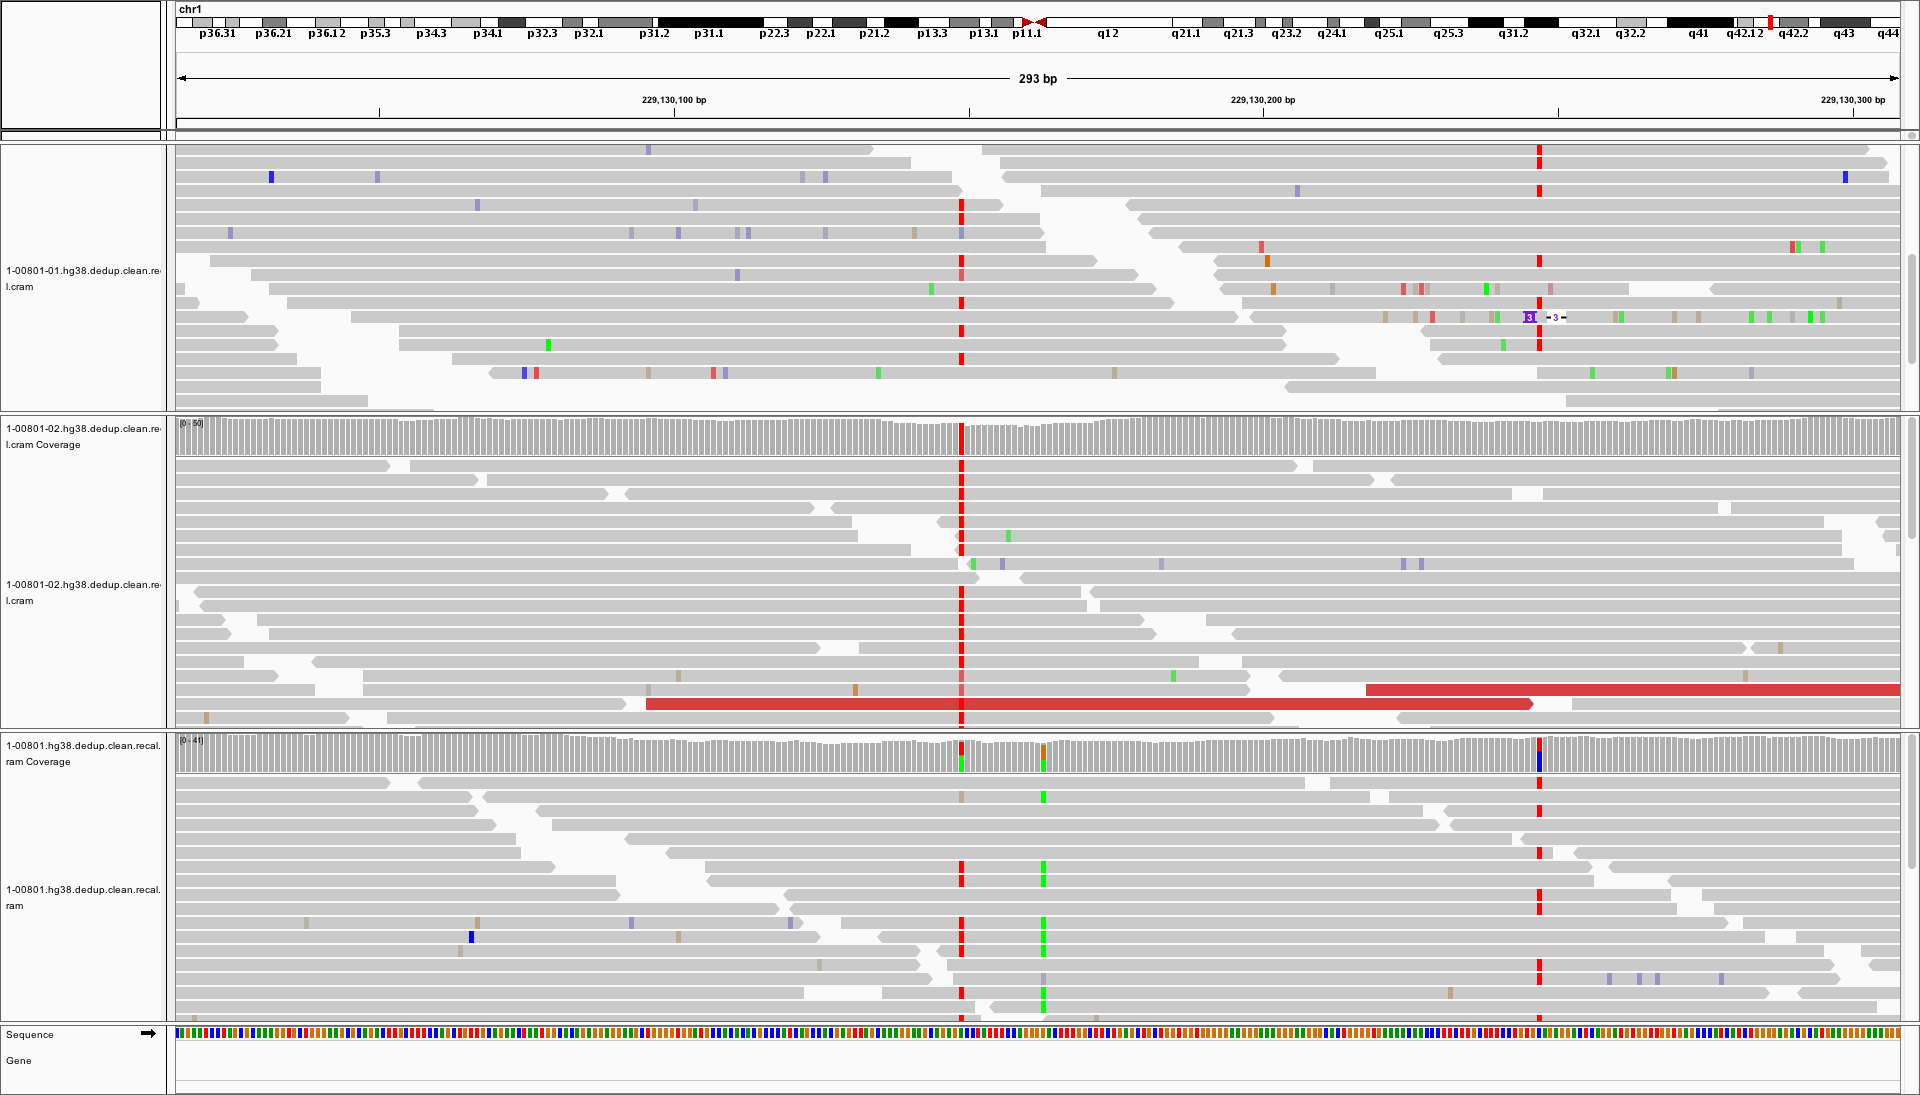 chr1
p36.31 p36.21 p36.12 p35.3 p34.3 p34.1 p32.3 p32.1 p31.2 p31.1 p22.3 p22.1 p21.2 p13.3 p13.1 p11.1 q12 q21.1 q21.3 q23.2 q24.1 q25.1 q25.3 q31.2 q32.1 q32.2 q41 q42.12 q42.2 q43 q44
293 bp
229,130,100 bp 229,130,200 bp 229,130,300 bp
1-00801-01.hg38.dedup.clean.re
l.cram
3 3
1-00801-02.hg38.dedup.clean.re
l.cram Coverage
[0 - 50]
1-00801-02.hg38.dedup.clean.re
l.cram
1-00801.hg38.dedup.clean.recal.
ram Coverage
[0 - 41]
1-00801.hg38.dedup.clean.recal.
ram
Sequence
Gene